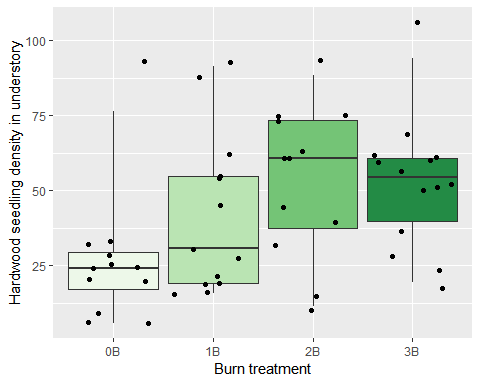 Hardwood seedling density in understory
100
75
50
25
0B 1B 2B 3B
Burn treatment